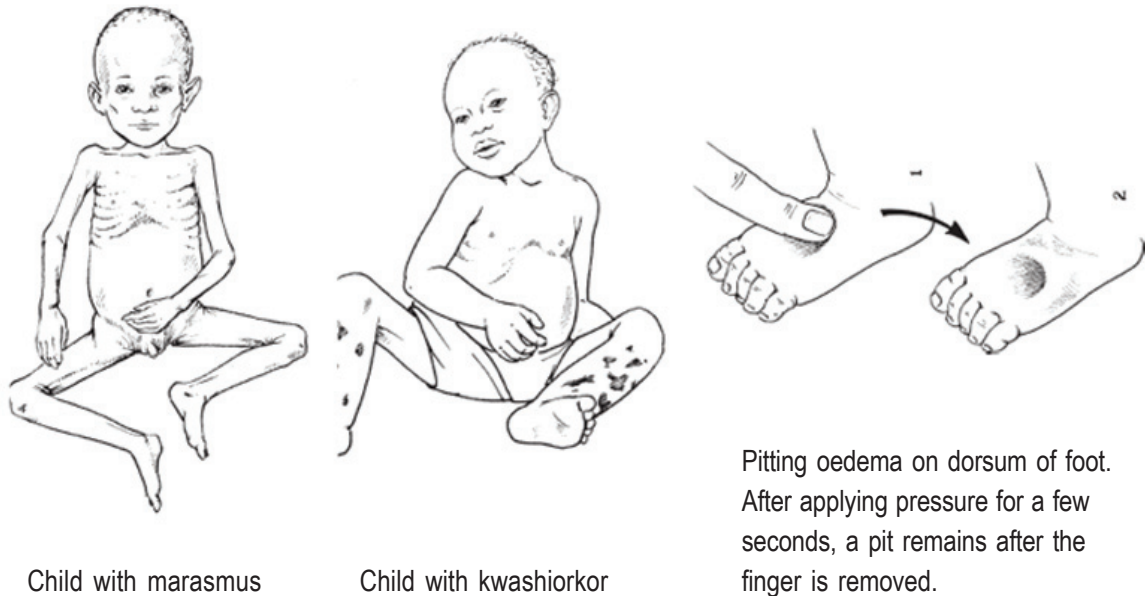 1
2
Pitting oedema on dorsum of foot.
After applying pressure for a few
seconds, a pit remains after the
finger is removed.
Child with marasmus
Child with kwashiorkor